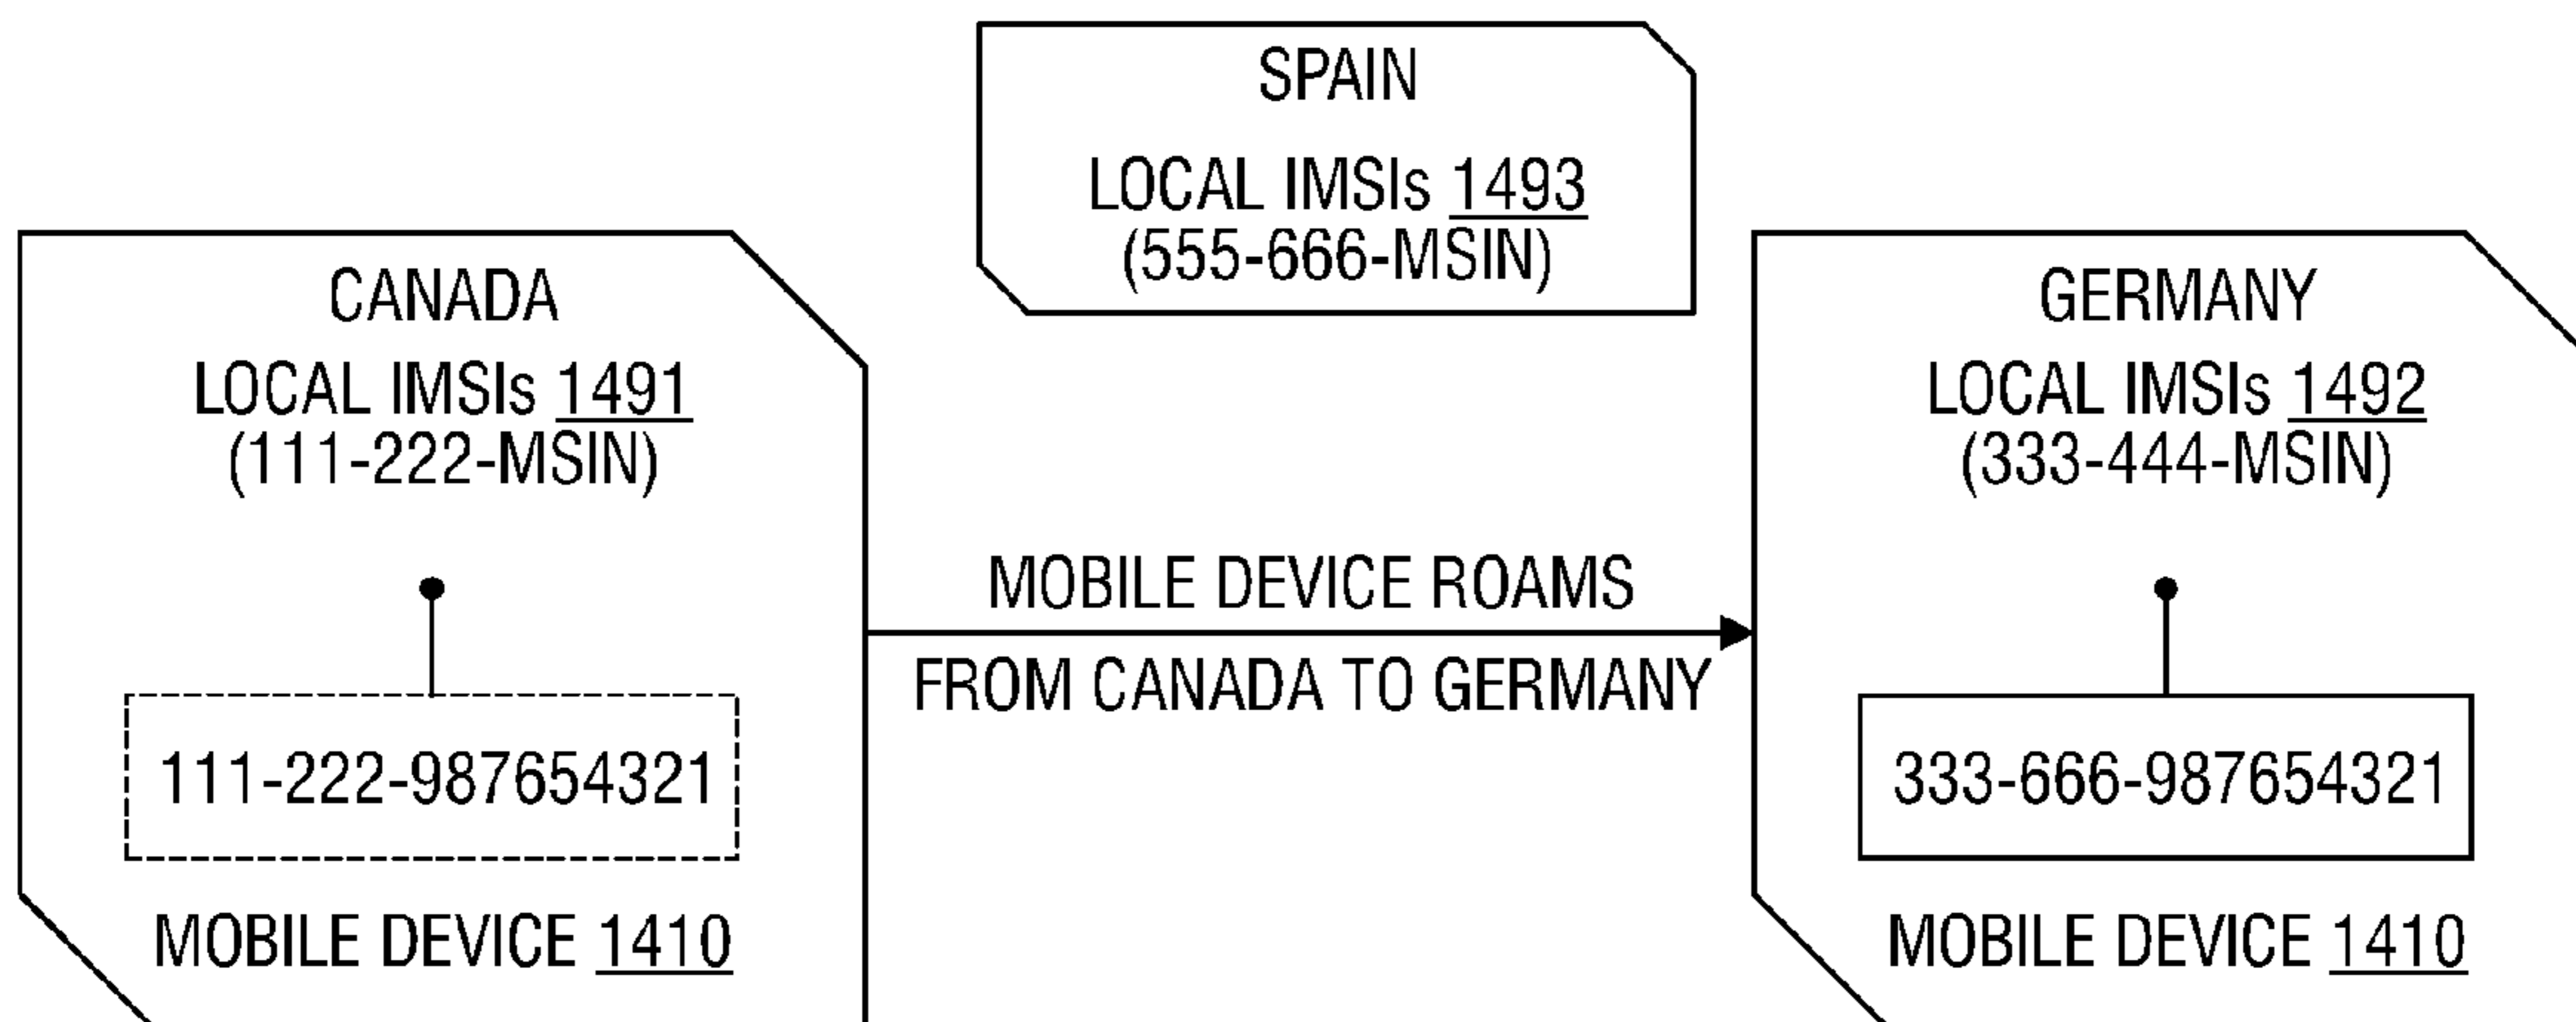 SPAIN
LOCAL IMSIs 1493
(555-666-MSIN)
CANADA
LOCAL IMSIs 1491
(111-222-MSIN)
111-222-987654321
MOBILE DEVICE 1410
MOBILE DEVICE ROAMS
FROM CANADA TO GERMANY
GERMANY
LOCAL IMSIs 1492
(333-444-MSIN)
333-666-987654321
MOBILE DEVICE 1410